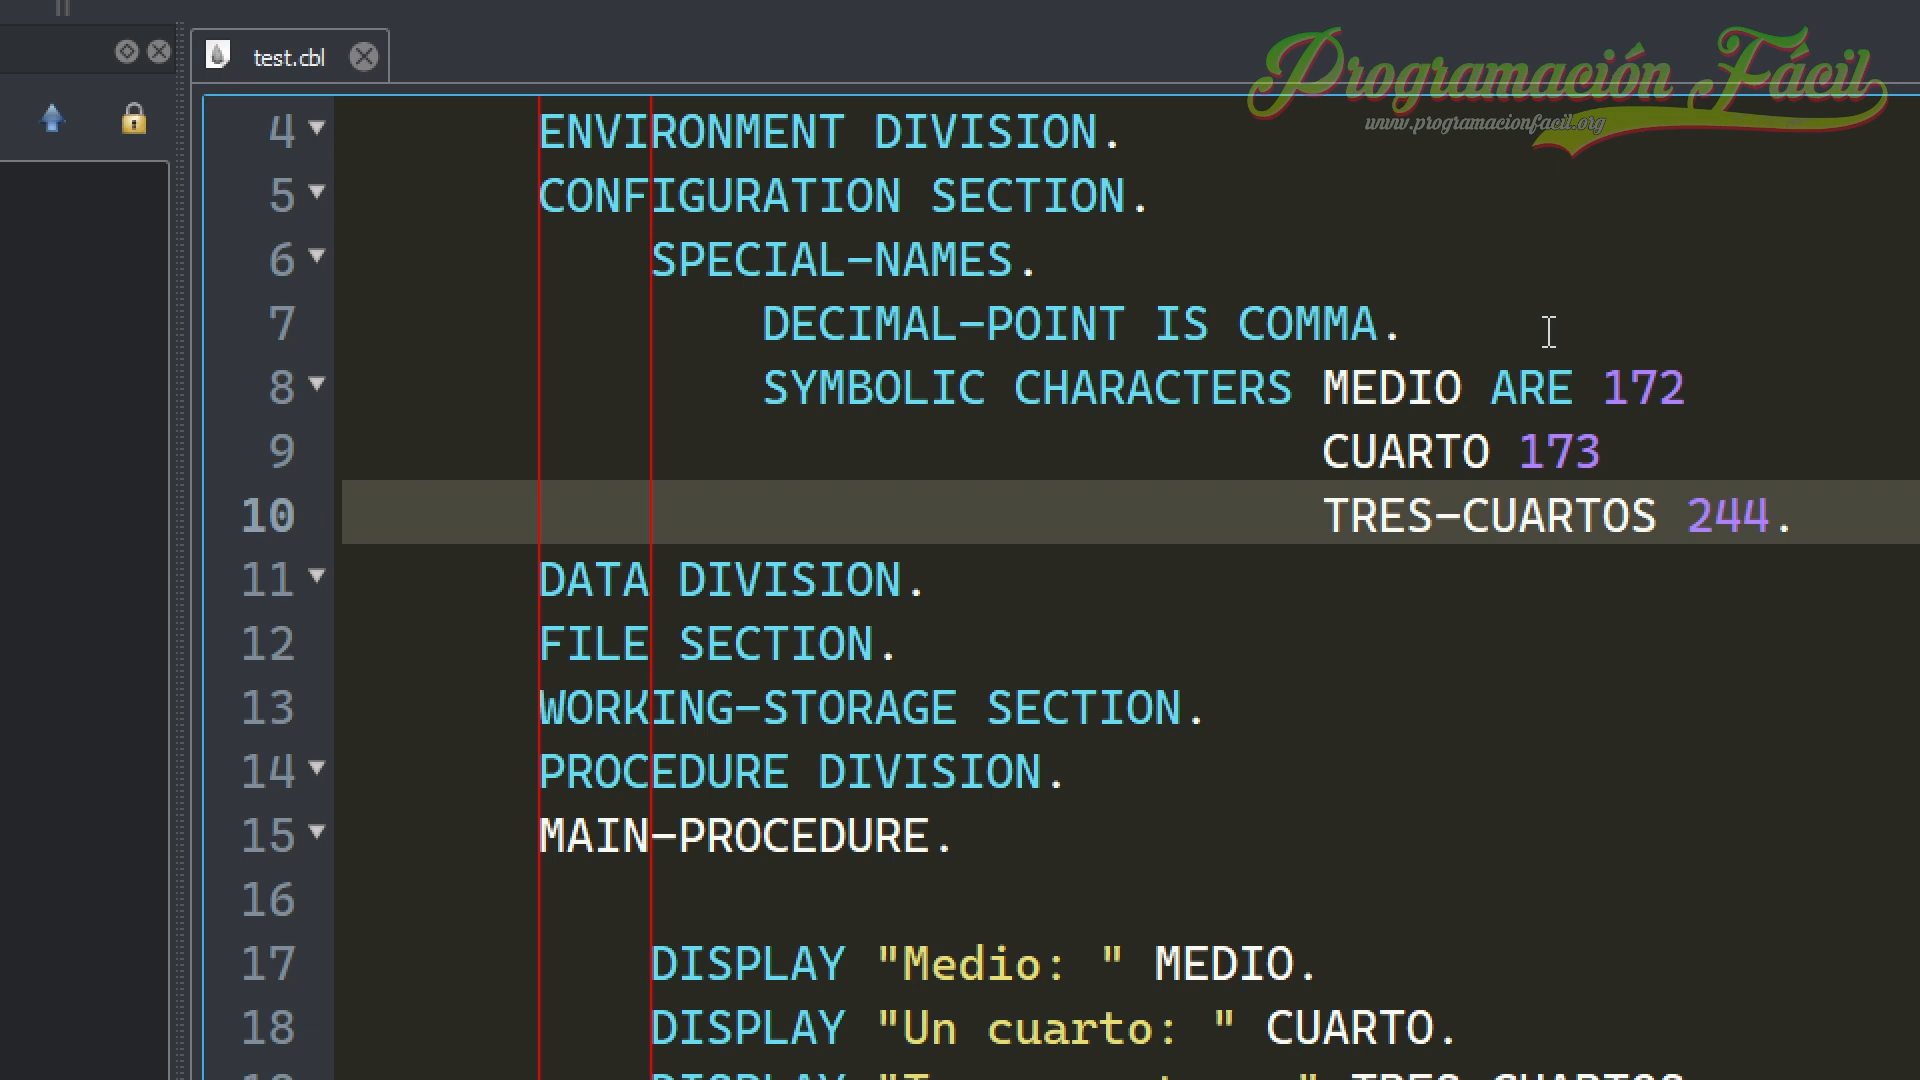 test.cbl
Programación Fácil
www.programacionfacil.org
4 ENVIRONMENT DIVISION.
5 CONFIGURATION SECTION.
6 SPECIAL-NAMES.
7 DECIMAL-POINT IS COMMA.
8 SYMBOLIC CHARACTERS MEDIO ARE 172
9 CUARTO 173
10 TRES-CUARTOS 244.
11 DATA DIVISION.
12 FILE SECTION.
13 WORKING-STORAGE SECTION.
14 PROCEDURE DIVISION.
15 MAIN-PROCEDURE.
16
17 DISPLAY "Medio: " MEDIO.
18 DISPLAY "Un cuarto: " CUARTO.